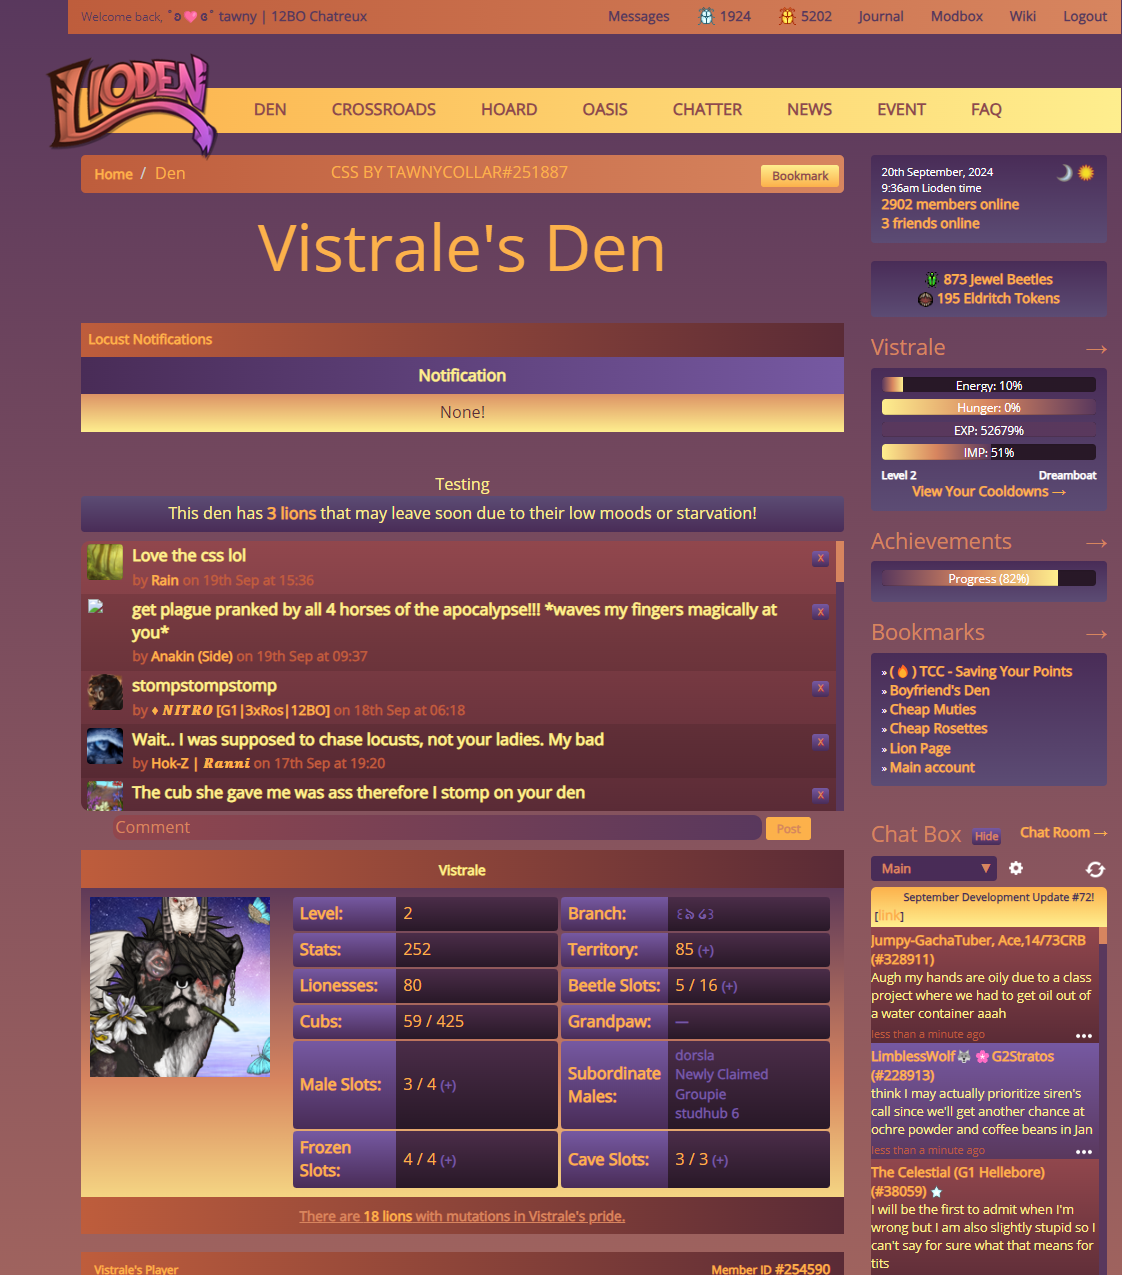 Welcome back, ˚ʚ🩷ɞ˚ tawny | 12BO Chatreux
Messages 1924 5202 Journal Modbox Wiki Logout
LIODEN
DEN CROSSROADS HOARD OASIS CHATTER NEWS EVENT FAQ
Home / Den
CSS BY TAWNYCOLLAR#251887
Bookmark
Vistrale's Den
Locust Notifications
Notification
None!
Testing
This den has 3 lions that may leave soon due to their low moods or starvation!
Love the css lol
x
by Rain on 19th Sep at 15:36
get plague pranked by all 4 horses of the apocalypse!!! *waves my fingers magically at
you*
x
by Anakin (Side) on 19th Sep at 09:37
stompstompstomp
x
by ♦ NITRO [G1|3xRos|12BO] on 18th Sep at 06:18
Wait.. I was supposed to chase locusts, not your ladies. My bad
x
by Hok-Z | Ranni on 17th Sep at 19:20
The cub she gave me was ass therefore I stomp on your den
x
Comment
Post
Vistrale
Level: 2
Branch:
Stats: 252
Territory: 85 (+)
Lionesses: 80
Beetle Slots: 5 / 16 (+)
Cubs: 59 / 425
Grandpaw: —
Male Slots: 3 / 4 (+)
Subordinate
Males:
dorsla
Newly Claimed
Groupie
studhub 6
Frozen
Slots:
4 / 4 (+)
Cave Slots: 3 / 3 (+)
There are 18 lions with mutations in Vistrale's pride.
Vistrale's Player
Member ID #254590
20th September, 2024
9:36am Lioden time
2902 members online
3 friends online
873 Jewel Beetles
195 Eldritch Tokens
Vistrale →
Energy: 10%
Hunger: 0%
EXP: 52679%
IMP: 51%
Level 2 Dreamboat
View Your Cooldowns →
Achievements →
Progress (82%)
Bookmarks →
» ( 🔥 ) TCC - Saving Your Points
» Boyfriend's Den
» Cheap Muties
» Cheap Rosettes
» Lion Page
» Main account
Chat Box Hide Chat Room →
Main ▼
September Development Update #72!
[link]
Jumpy-GachaTuber, Ace,14/73CRB
(#328911)
Augh my hands are oily due to a class
project where we had to get oil out of
a water container aaah
less than a minute ago •••
LimblessWolf🐺 🌸G2Stratos
(#228913)
think I may actually prioritize siren's
call since we'll get another chance at
ochre powder and coffee beans in Jan
less than a minute ago •••
The Celestial (G1 Hellebore)
(#38059)
I will be the first to admit when I'm
wrong but I am also slightly stupid so I
can't say for sure what that means for
tits